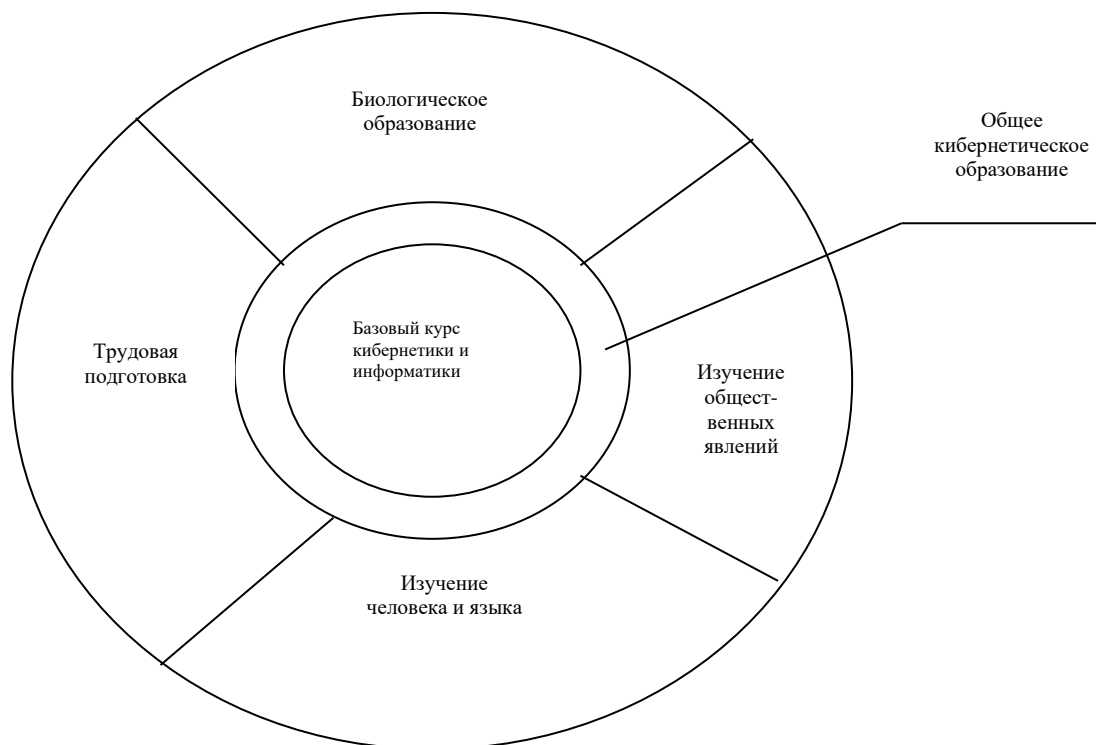 Биологическое
образование
Общее
кибернетическое
образование
Базовый курс
кибернетики и
информатики
Трудовая
подготовка
Изучение
общест-
венных
явлений
Изучение
человека и языка